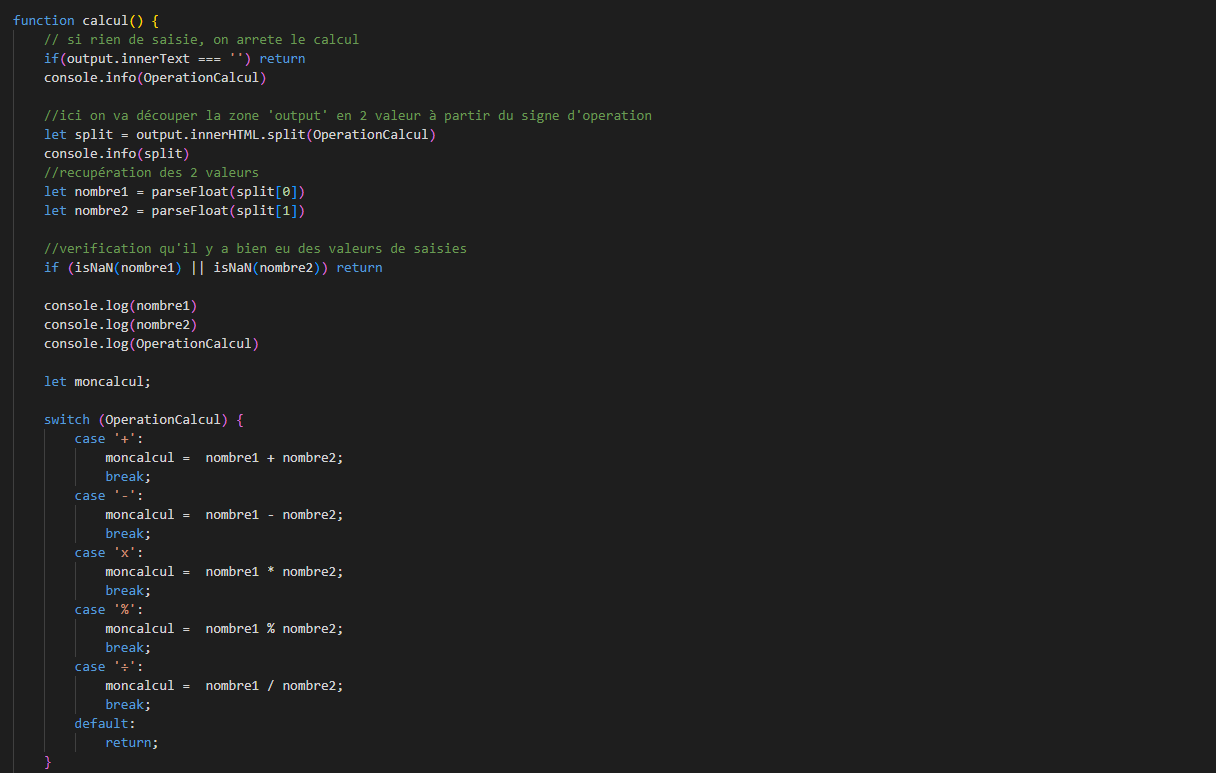 function calcul() {
// si rien de saisie, on arrete le calcul
if(output.innerText === '') return
console.info(OperationCalcul)
//ici on va découper la zone 'output' en 2 valeur à partir du signe d'operation
let split = output.innerHTML.split(OperationCalcul)
console.info(split)
//recupération des 2 valeurs
let nombre1 = parseFloat(split[0])
let nombre2 = parseFloat(split[1])
//verification qu'il y a bien eu des valeurs de saisies
if (isNaN(nombre1) || isNaN(nombre2)) return
console.log(nombre1)
console.log(nombre2)
console.log(OperationCalcul)
let moncalcul;
switch (OperationCalcul) {
case '+':
moncalcul =  nombre1 + nombre2;
break;
case '-':
moncalcul =  nombre1 - nombre2;
break;
case 'x':
moncalcul =  nombre1 * nombre2;
break;
case '%':
moncalcul =  nombre1 % nombre2;
break;
case '÷':
moncalcul =  nombre1 / nombre2;
break;
default:
return;
}